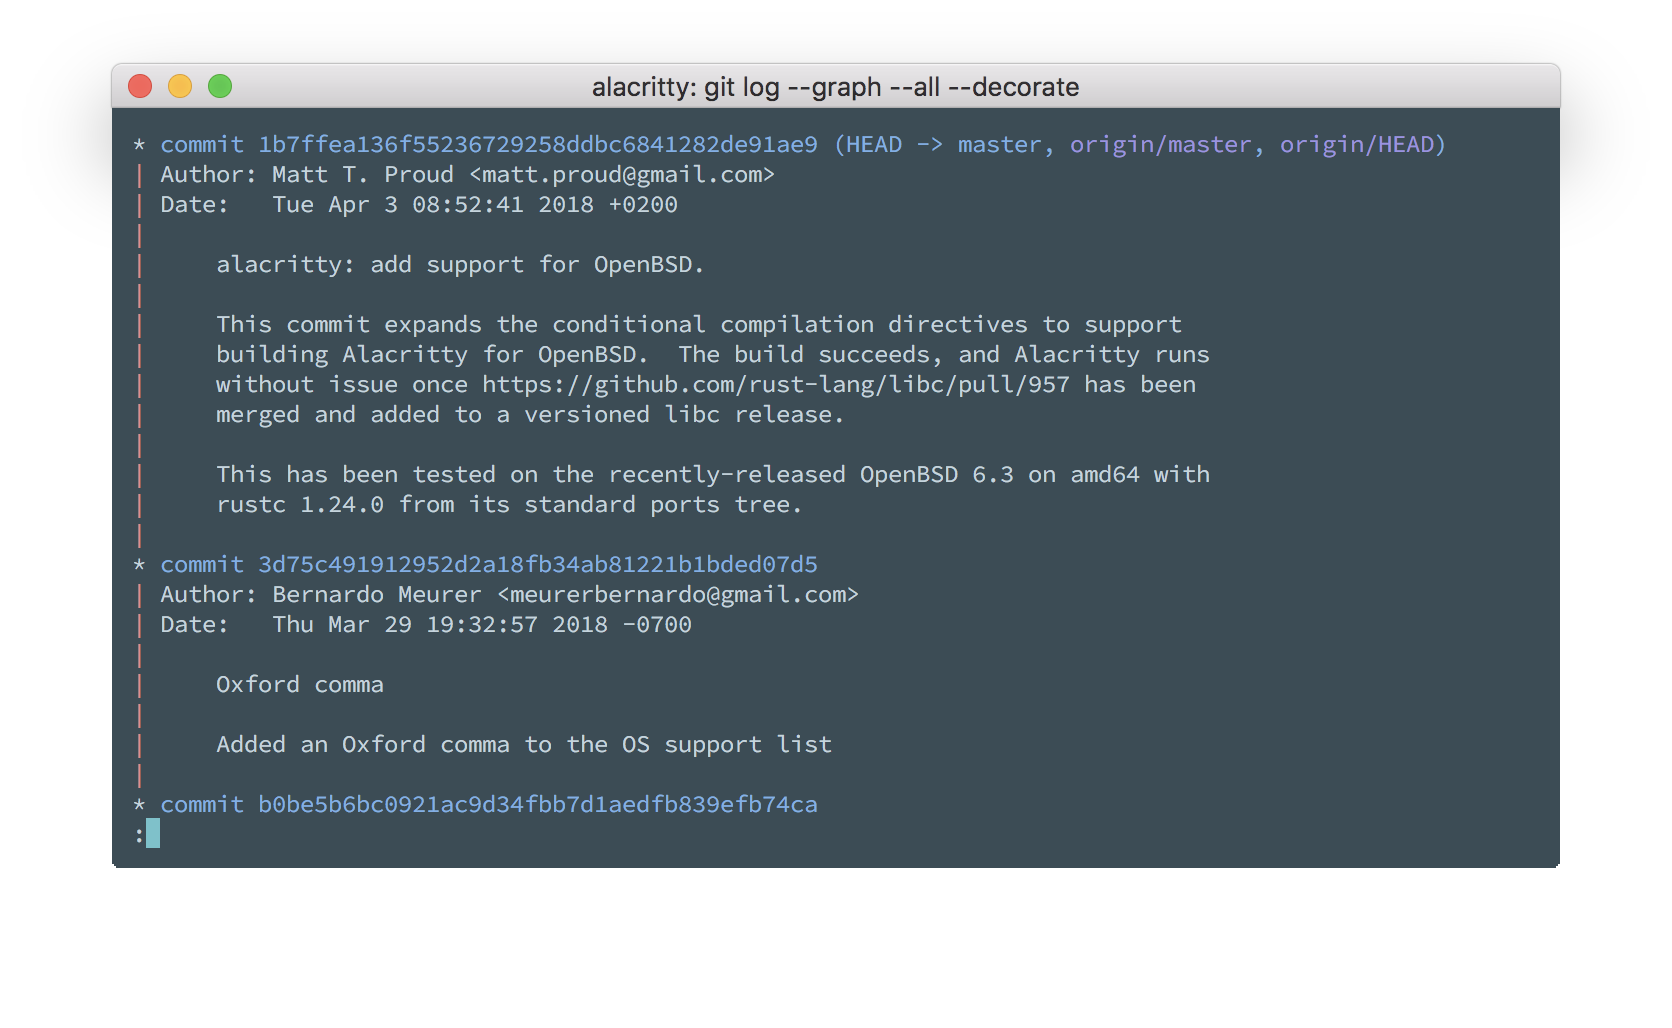 alacritty: git log --graph --all --decorate
* commit 1b7ffea136f55236729258ddbc6841282de91ae9 (HEAD -> master, origin/master, origin/HEAD)
| Author: Matt T. Proud <matt.proud@gmail.com>
| Date:   Tue Apr 3 08:52:41 2018 +0200
|
|     alacritty: add support for OpenBSD.
|
|     This commit expands the conditional compilation directives to support
|     building Alacritty for OpenBSD.  The build succeeds, and Alacritty runs
|     without issue once https://github.com/rust-lang/libc/pull/957 has been
|     merged and added to a versioned libc release.
|
|     This has been tested on the recently-released OpenBSD 6.3 on amd64 with
|     rustc 1.24.0 from its standard ports tree.
|
* commit 3d75c491912952d2a18fb34ab81221b1bded07d5
| Author: Bernardo Meurer <meurerbernardo@gmail.com>
| Date:   Thu Mar 29 19:32:57 2018 -0700
|
|     Oxford comma
|
|     Added an Oxford comma to the OS support list
|
* commit b0be5b6bc0921ac9d34fbb7d1aedfb839efb74ca
: